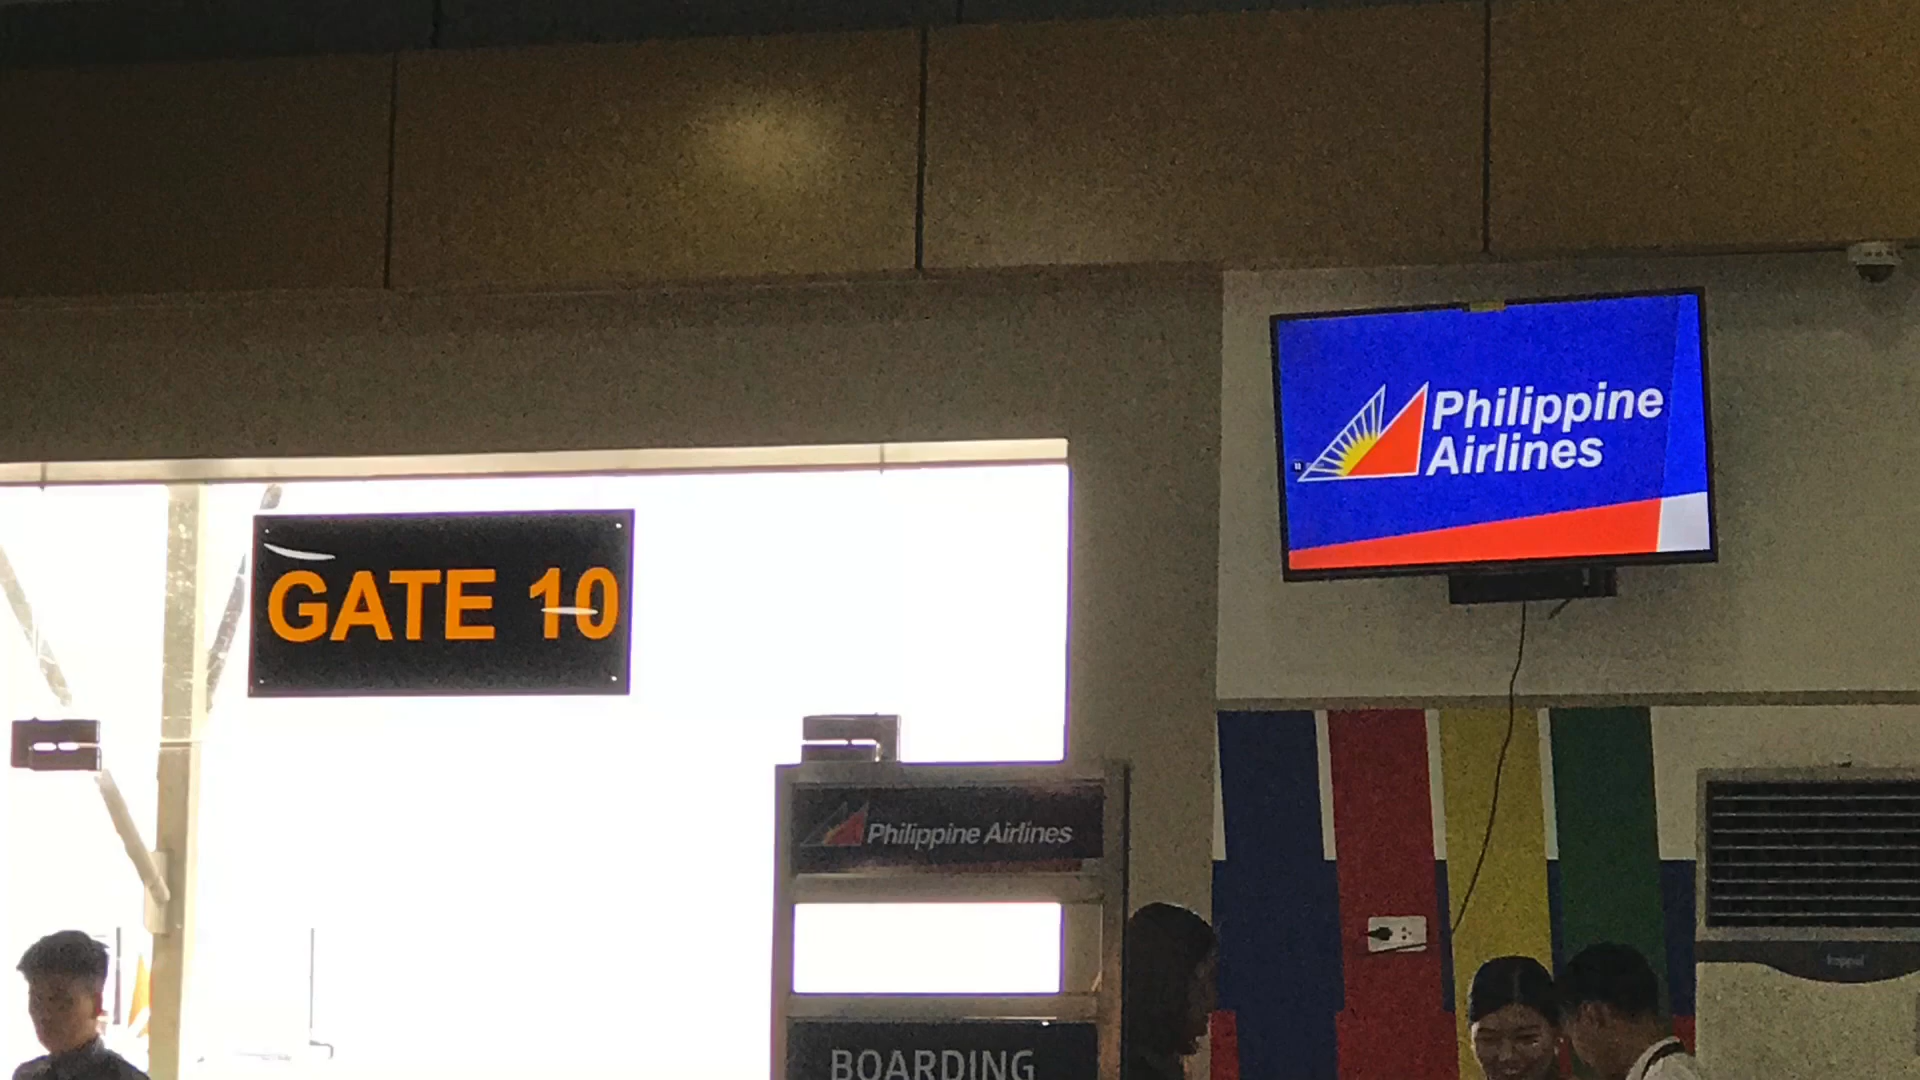 GATE 10
Philippine
Airlines
Philippine Airlines
BOARDING